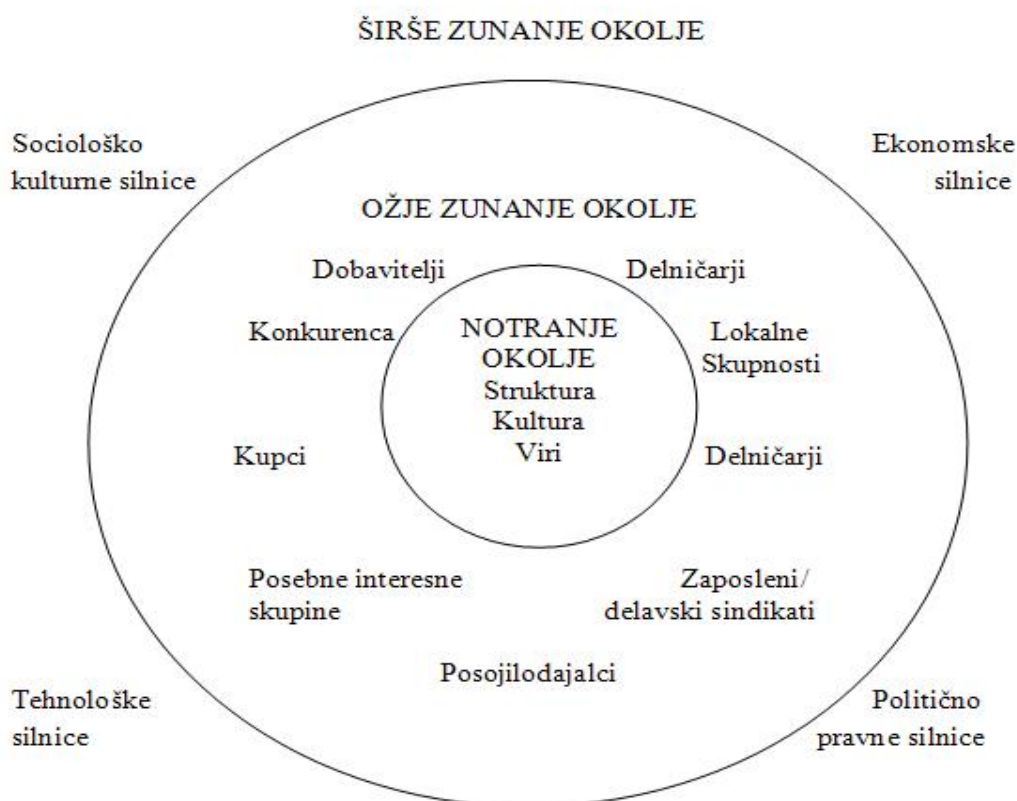 ŠIRŠE ZUNANJE OKOLJE
Sociološko
kulturne silnice
Ekonomske
silnice
OŽJE ZUNANJE OKOLJE
Dobavitelji
Delničarji
Konkurenca
NOTRANJE
OKOLJE
Struktura
Kultura
Viri
Lokalne
Skupnosti
Kupci
Delničarji
Posebne interesne
skupine
Zaposleni/
delavski sindikati
Posojilodajalci
Tehnološke
silnice
Politično
pravne silnice